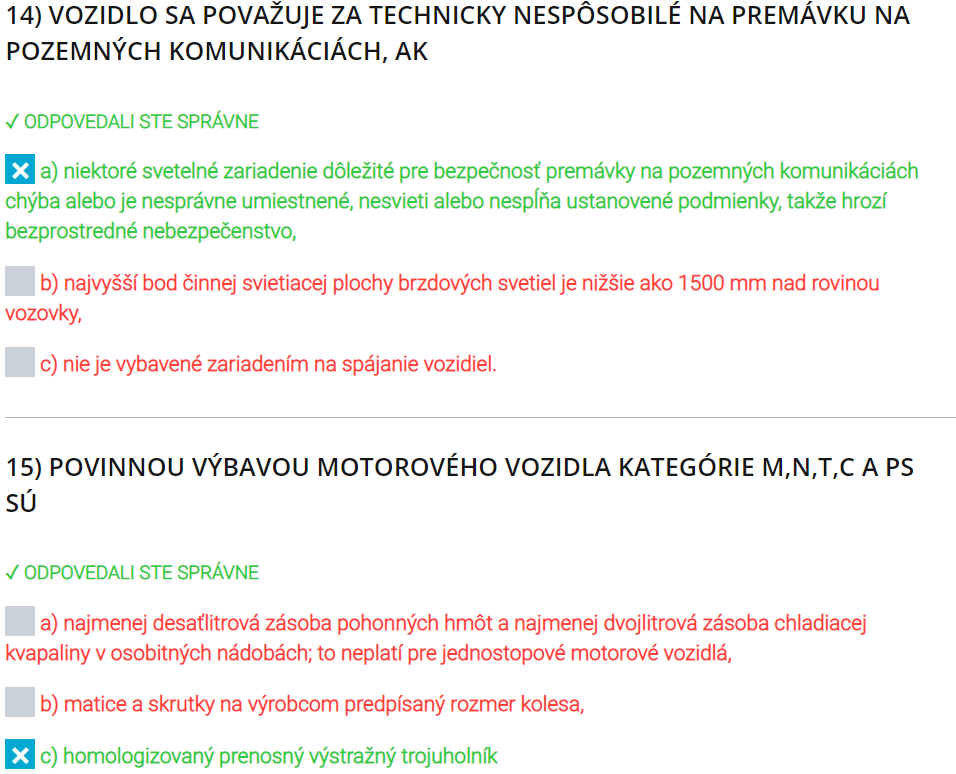 14) VOZIDLO SA POVAŽUJE ZA TECHNICKY NESPÔSOBILÉ NA PREMÁVKU NA
POZEMNÝCH KOMUNIKÁCIÁCH, AK
✓ ODPOVEDALI STE SPRÁVNE
a) niektoré svetelné zariadenie dôležité pre bezpečnosť premávky na pozemných komunikáciách
chýba alebo je nesprávne umiestnené, nesvieti alebo nespĺňa ustanovené podmienky, takže hrozí
bezprostredné nebezpečenstvo,
b) najvyšší bod činnej svietiacej plochy brzdových svetiel je nižšie ako 1500 mm nad rovinou
vozovky,
c) nie je vybavené zariadením na spájanie vozidiel.
15) POVINNOU VÝBAVOU MOTOROVÉHO VOZIDLA KATEGÓRIE M,N,T,C A PS
SÚ
✓ ODPOVEDALI STE SPRÁVNE
a) najmenej desaťlitrová zásoba pohonných hmôt a najmenej dvojlitrová zásoba chladiacej
kvapaliny v osobitných nádobách; to neplatí pre jednostopové motorové vozidlá,
b) matice a skrutky na výrobcom predpísaný rozmer kolesa,
c) homologizovaný prenosný výstražný trojuholník